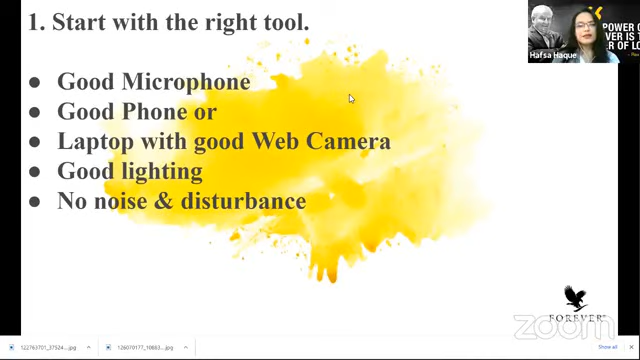 1. Start with the right tool.
● Good Microphone
● Good Phone or
● Laptop with good Web Camera
● Good lighting
● No noise & disturbance
POWER O
VER IS T
R OF LO
Hafsa Haque
FOREVER
zoom
122763701_37524....jpg
126070177_10883....jpg
Show all